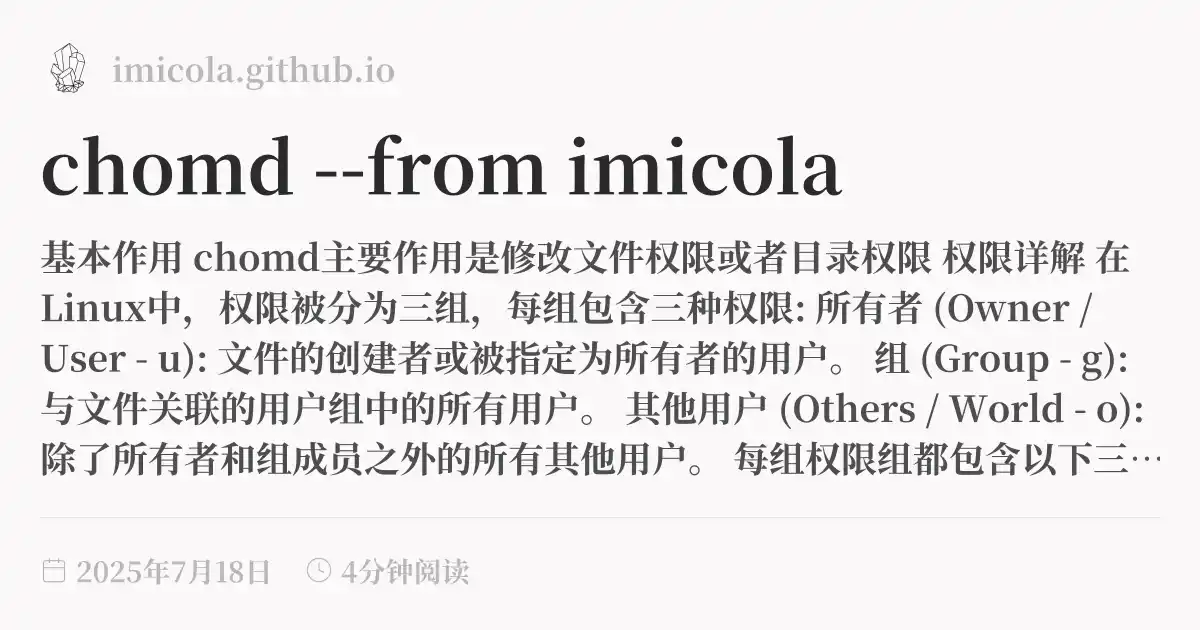 imicola.github.io
chomd --from imicola
基本作用 chomd主要作用是修改文件权限或者目录权限 权限详解 在
Linux中，权限被分为三组，每组包含三种权限: 所有者 (Owner /
User - u): 文件的创建者或被指定为所有者的用户。 组 (Group - g):
与文件关联的用户组中的所有用户。 其他用户 (Others / World - o):
除了所有者和组成员之外的所有其他用户。 每组权限组都包含以下三…
2025年7月18日
4分钟阅读